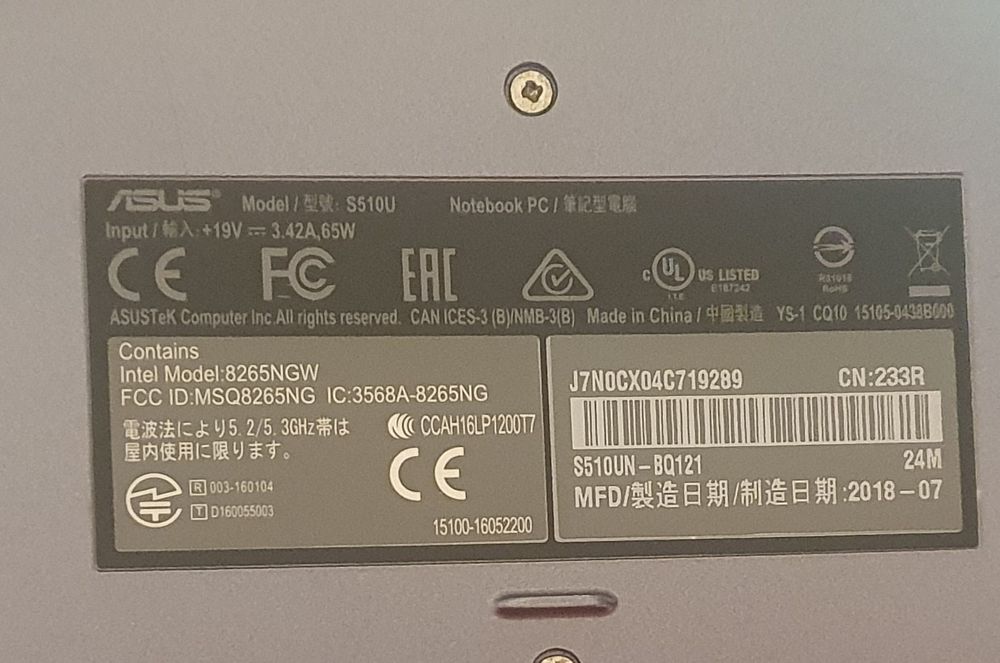 ASUS® Model / 型號: S510U Notebook PC / 筆記型電腦
Input / 輸入: +19V ⎓ 3.42A, 65W
CE FC EAC C UL US LISTED
I.T.E E187242
R31018
RoHS
ASUSTeK Computer Inc.All rights reserved. CAN ICES-3 (B)/NMB-3(B) Made in China / 中國製造 YS-1 CQ10 15105-0438B000
Contains
Intel Model:8265NGW
FCC ID:MSQ8265NG IC:3568A-8265NG
電波法により5.2/5.3GHz帯は
屋内使用に限ります。
CCAH16LP1200T7
CE
R 003-160104
T D160055003
15100-16052200
J7N0CX04C719289 CN:233R
S510UN-BQ121 24M
MFD/製造日期/制造日期:2018-07